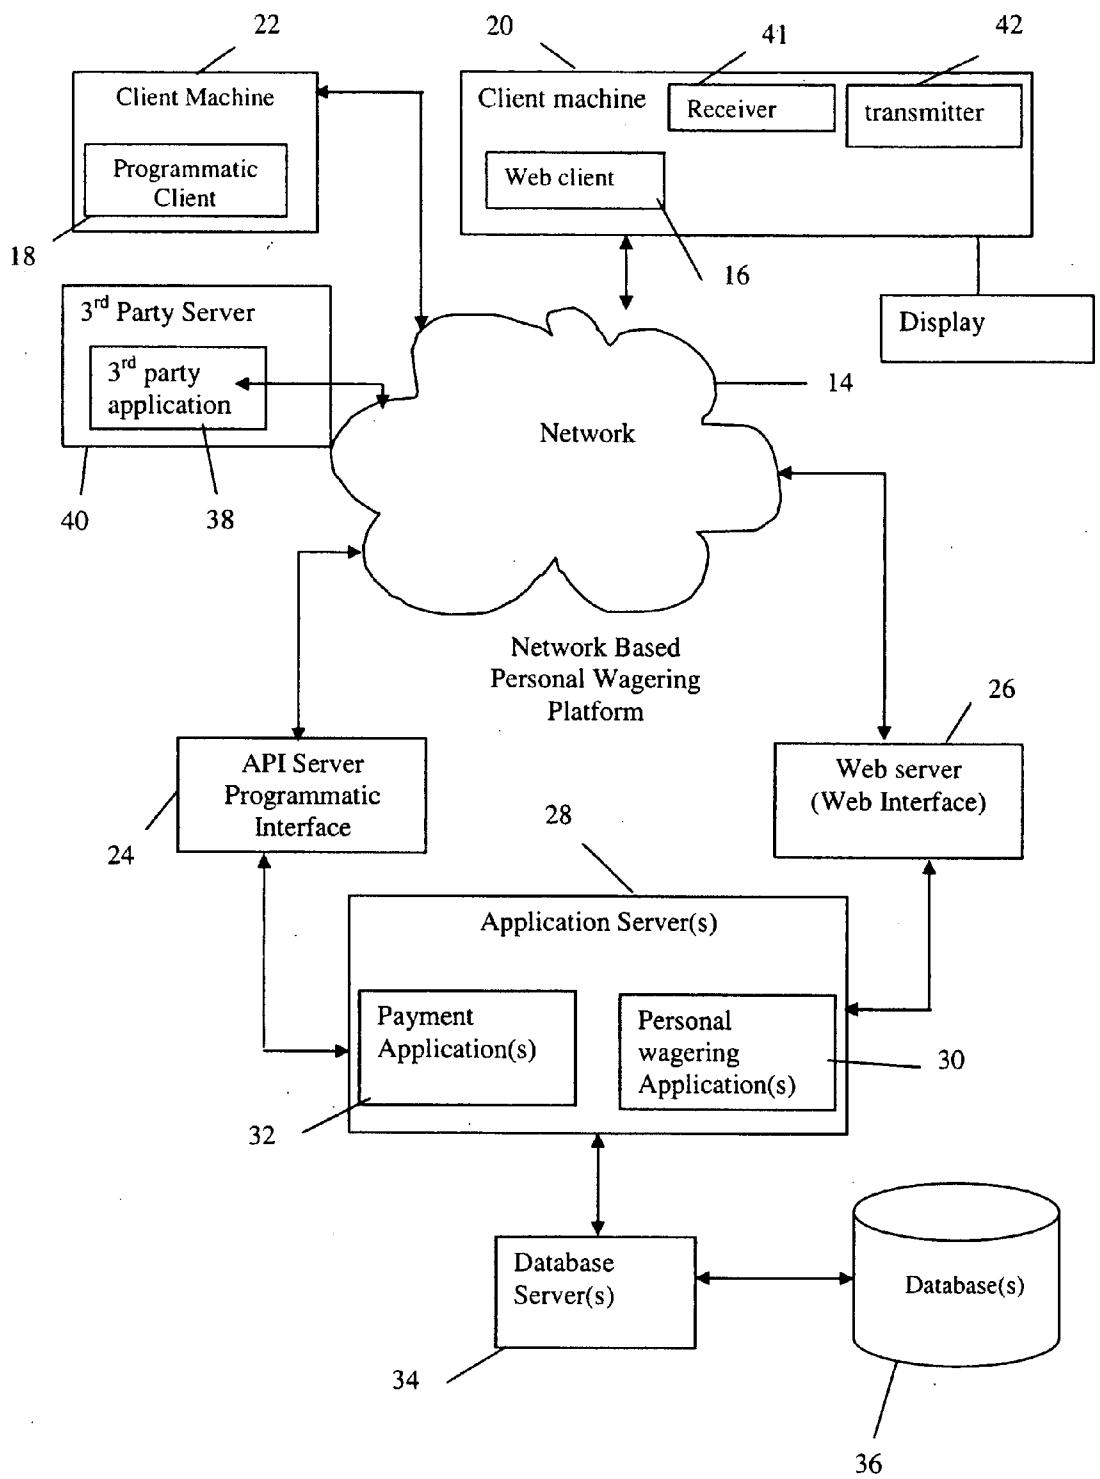 22
20
41
42
Client Machine
Programmatic
Client
18
Client machine
Receiver
transmitter
Web client
16
3rd Party Server
3rd party
application
40
38
Display
14
Network
Network Based
Personal Wagering
Platform
API Server
Programmatic
Interface
24
26
Web server
(Web Interface)
28
Application Server(s)
Payment
Application(s)
32
Personal
wagering
Application(s)
30
Database
Server(s)
34
Database(s)
36